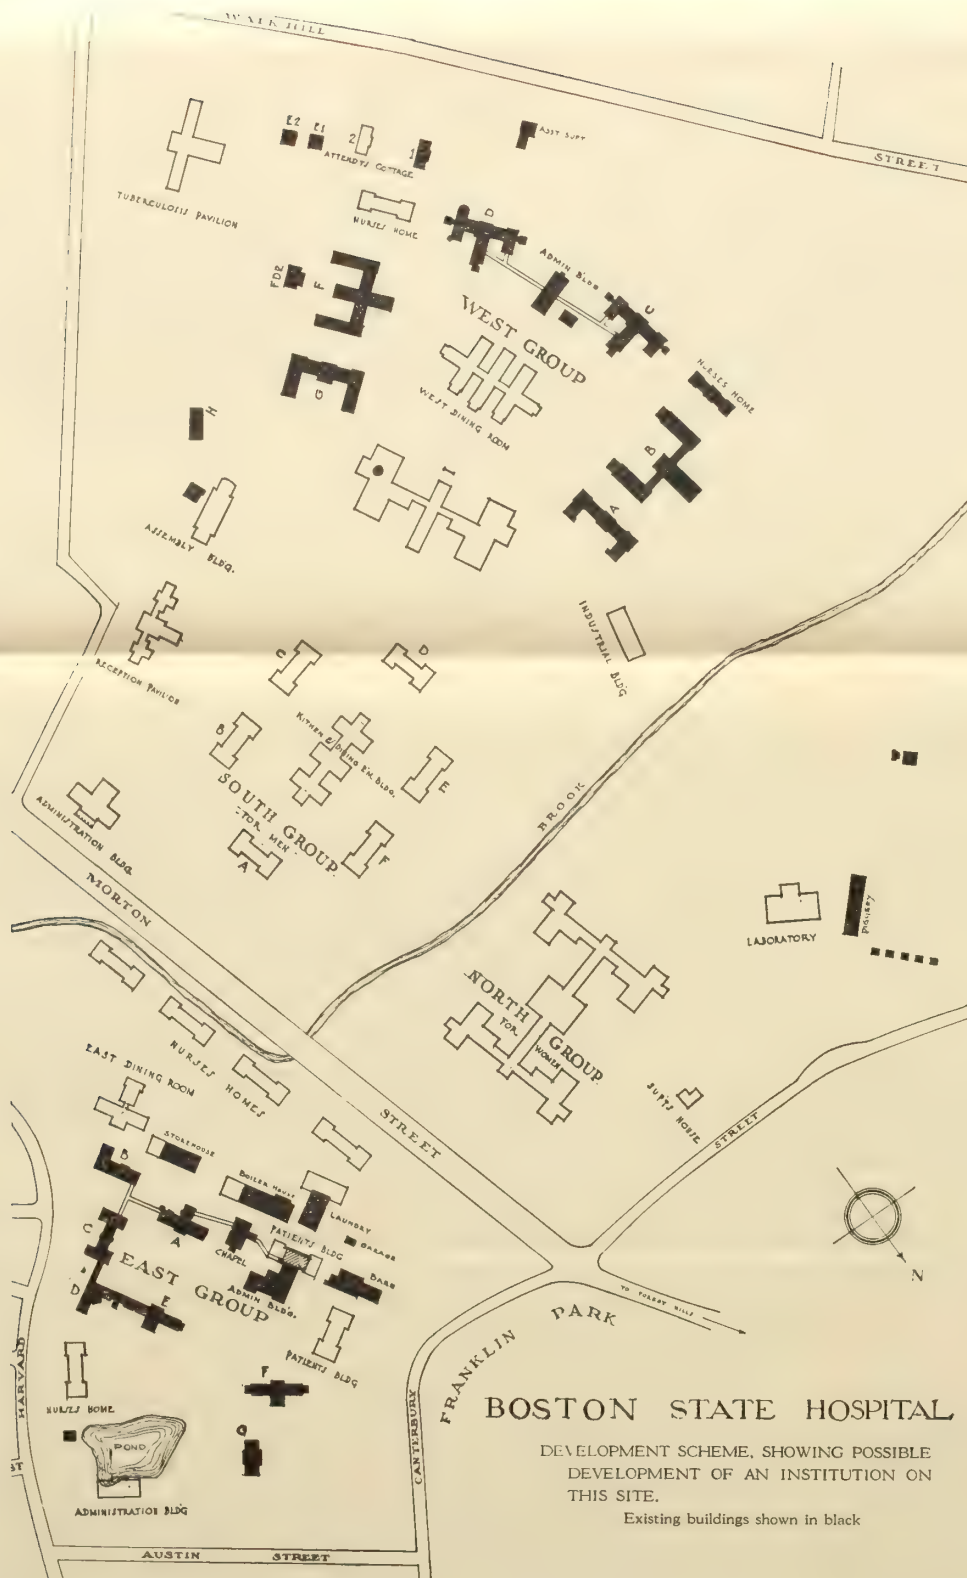 WALK HILL
STREET
E2
E1
2
1
ATTENDTS COTTAGE
ASST SUPT
TUBERCULOSIS PAVILION
NURSES HOME
D
ADMIN BLDG
C
FDR
F
WEST GROUP
G
WEST DINING ROOM
NURSES HOME
B
H
I
A
ASSEMBLY BLDG.
INDUSTRIAL BLDG
RECEPTION PAVILION
C
D
B
KITCHEN & DINING RM. BLDG.
E
SOUTH GROUP
FOR MEN
A
F
ADMINISTRATION BLDG.
BROOK
MORTON
STREET
LABORATORY
PIGGERY
NORTH GROUP
FOR WOMEN
SUPTS HOUSE
STREET
NURSES HOMES
EAST DINING ROOM
STOREHOUSE
B
BOILER HOUSE
LAUNDRY
PATIENTS BLDG
GARAGE
C
A
CHAPEL
BARN
EAST GROUP
ADMIN BLDG.
D
E
PATIENTS BLDG
N
TO FOREST HILLS
FRANKLIN PARK
HARVARD
ST
NURSES HOME
F
G
POND
ADMINISTRATION BLDG
CANTERBURY
AUSTIN STREET
BOSTON STATE HOSPITAL
DEVELOPMENT SCHEME, SHOWING POSSIBLE
DEVELOPMENT OF AN INSTITUTION ON
THIS SITE.
Existing buildings shown in black